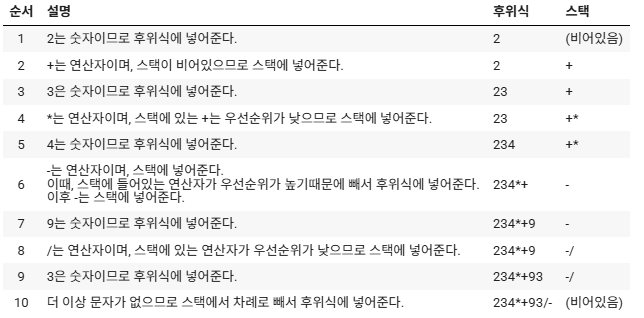 순서 설명 후위식 스택
1 2는 숫자이므로 후위식에 넣어준다. 2 (비어있음)
2 +는 연산자이며, 스택이 비어있으므로 스택에 넣어준다. 2 +
3 3은 숫자이므로 후위식에 넣어준다. 23 +
4 *는 연산자이며, 스택에 있는 +는 우선순위가 낮으므로 스택에 넣어준다. 23 +*
5 4는 숫자이므로 후위식에 넣어준다. 234 +*
-는 연산자이며, 스택에 넣어준다.
6 이때, 스택에 들어있는 연산자가 우선순위가 높기때문에 빼서 후위식에 넣어준다. 234*+ -
이후 -는 스택에 넣어준다.
7 9는 숫자이므로 후위식에 넣어준다. 234*+9 -
8 /는 연산자이며, 스택에 있는 연산자가 우선순위가 낮으므로 스택에 넣어준다. 234*+9 -/
9 3은 숫자이므로 후위식에 넣어준다. 234*+93 -/
10 더 이상 문자가 없으므로 스택에서 차례로 빼서 후위식에 넣어준다. 234*+93/- (비어있음)